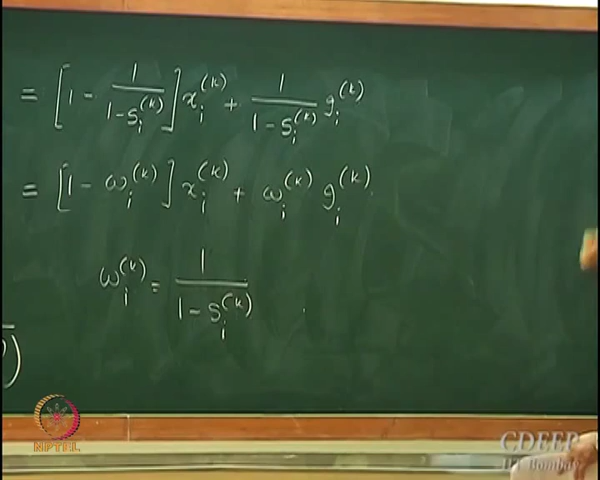 = [1 - 1/(1-s_i^(k))] x_i^(k) + 1/(1-s_i^(k)) g_i^(k)
= [1 - ω_i^(k)] x_i^(k) + ω_i^(k) g_i^(k)
ω_i^(k) = 1/(1-s_i^(k))
)
NPTEL
CDEEP
IIT Bombay